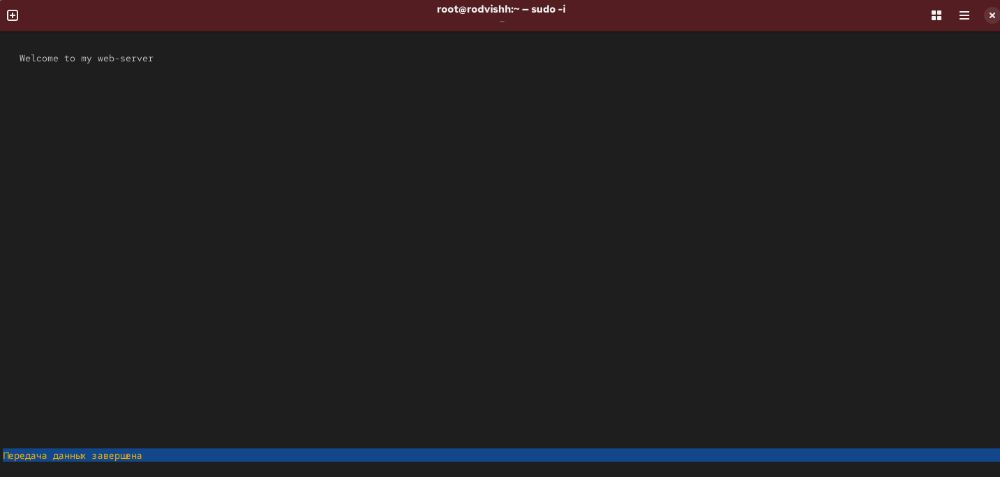 root@rodvishh:~ — sudo -i
~
Welcome to my web-server
Передача данных завершена